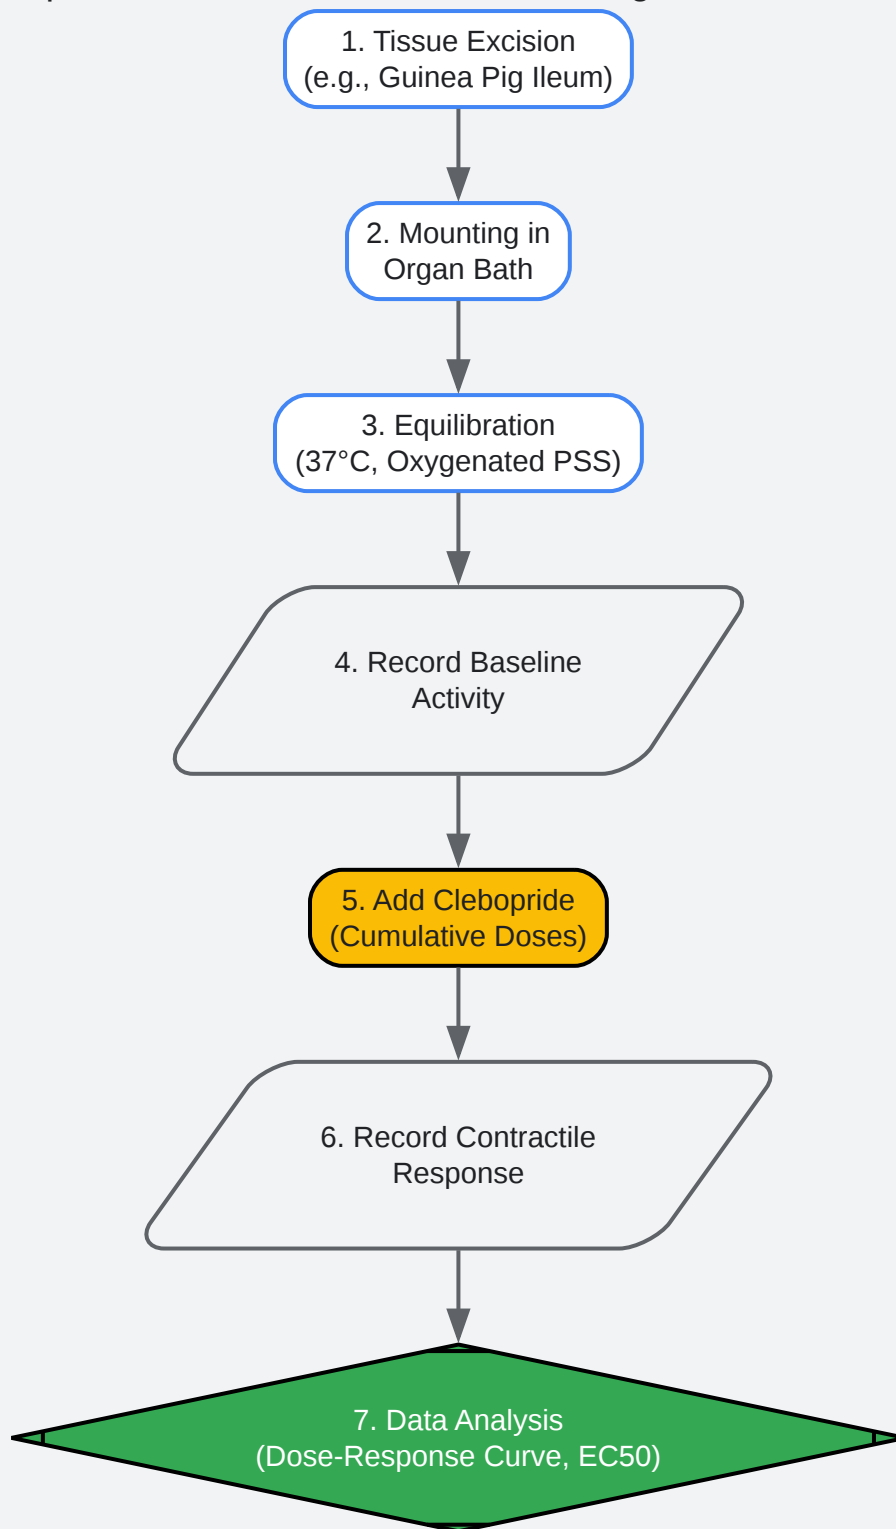 1. Tissue Excision
(e.g., Guinea Pig Ileum)
2. Mounting in
Organ Bath
3. Equilibration
(37°C, Oxygenated PSS)
4. Record Baseline
Activity
5. Add Clebopride
(Cumulative Doses)
6. Record Contractile
Response
7. Data Analysis
(Dose-Response Curve, EC50)